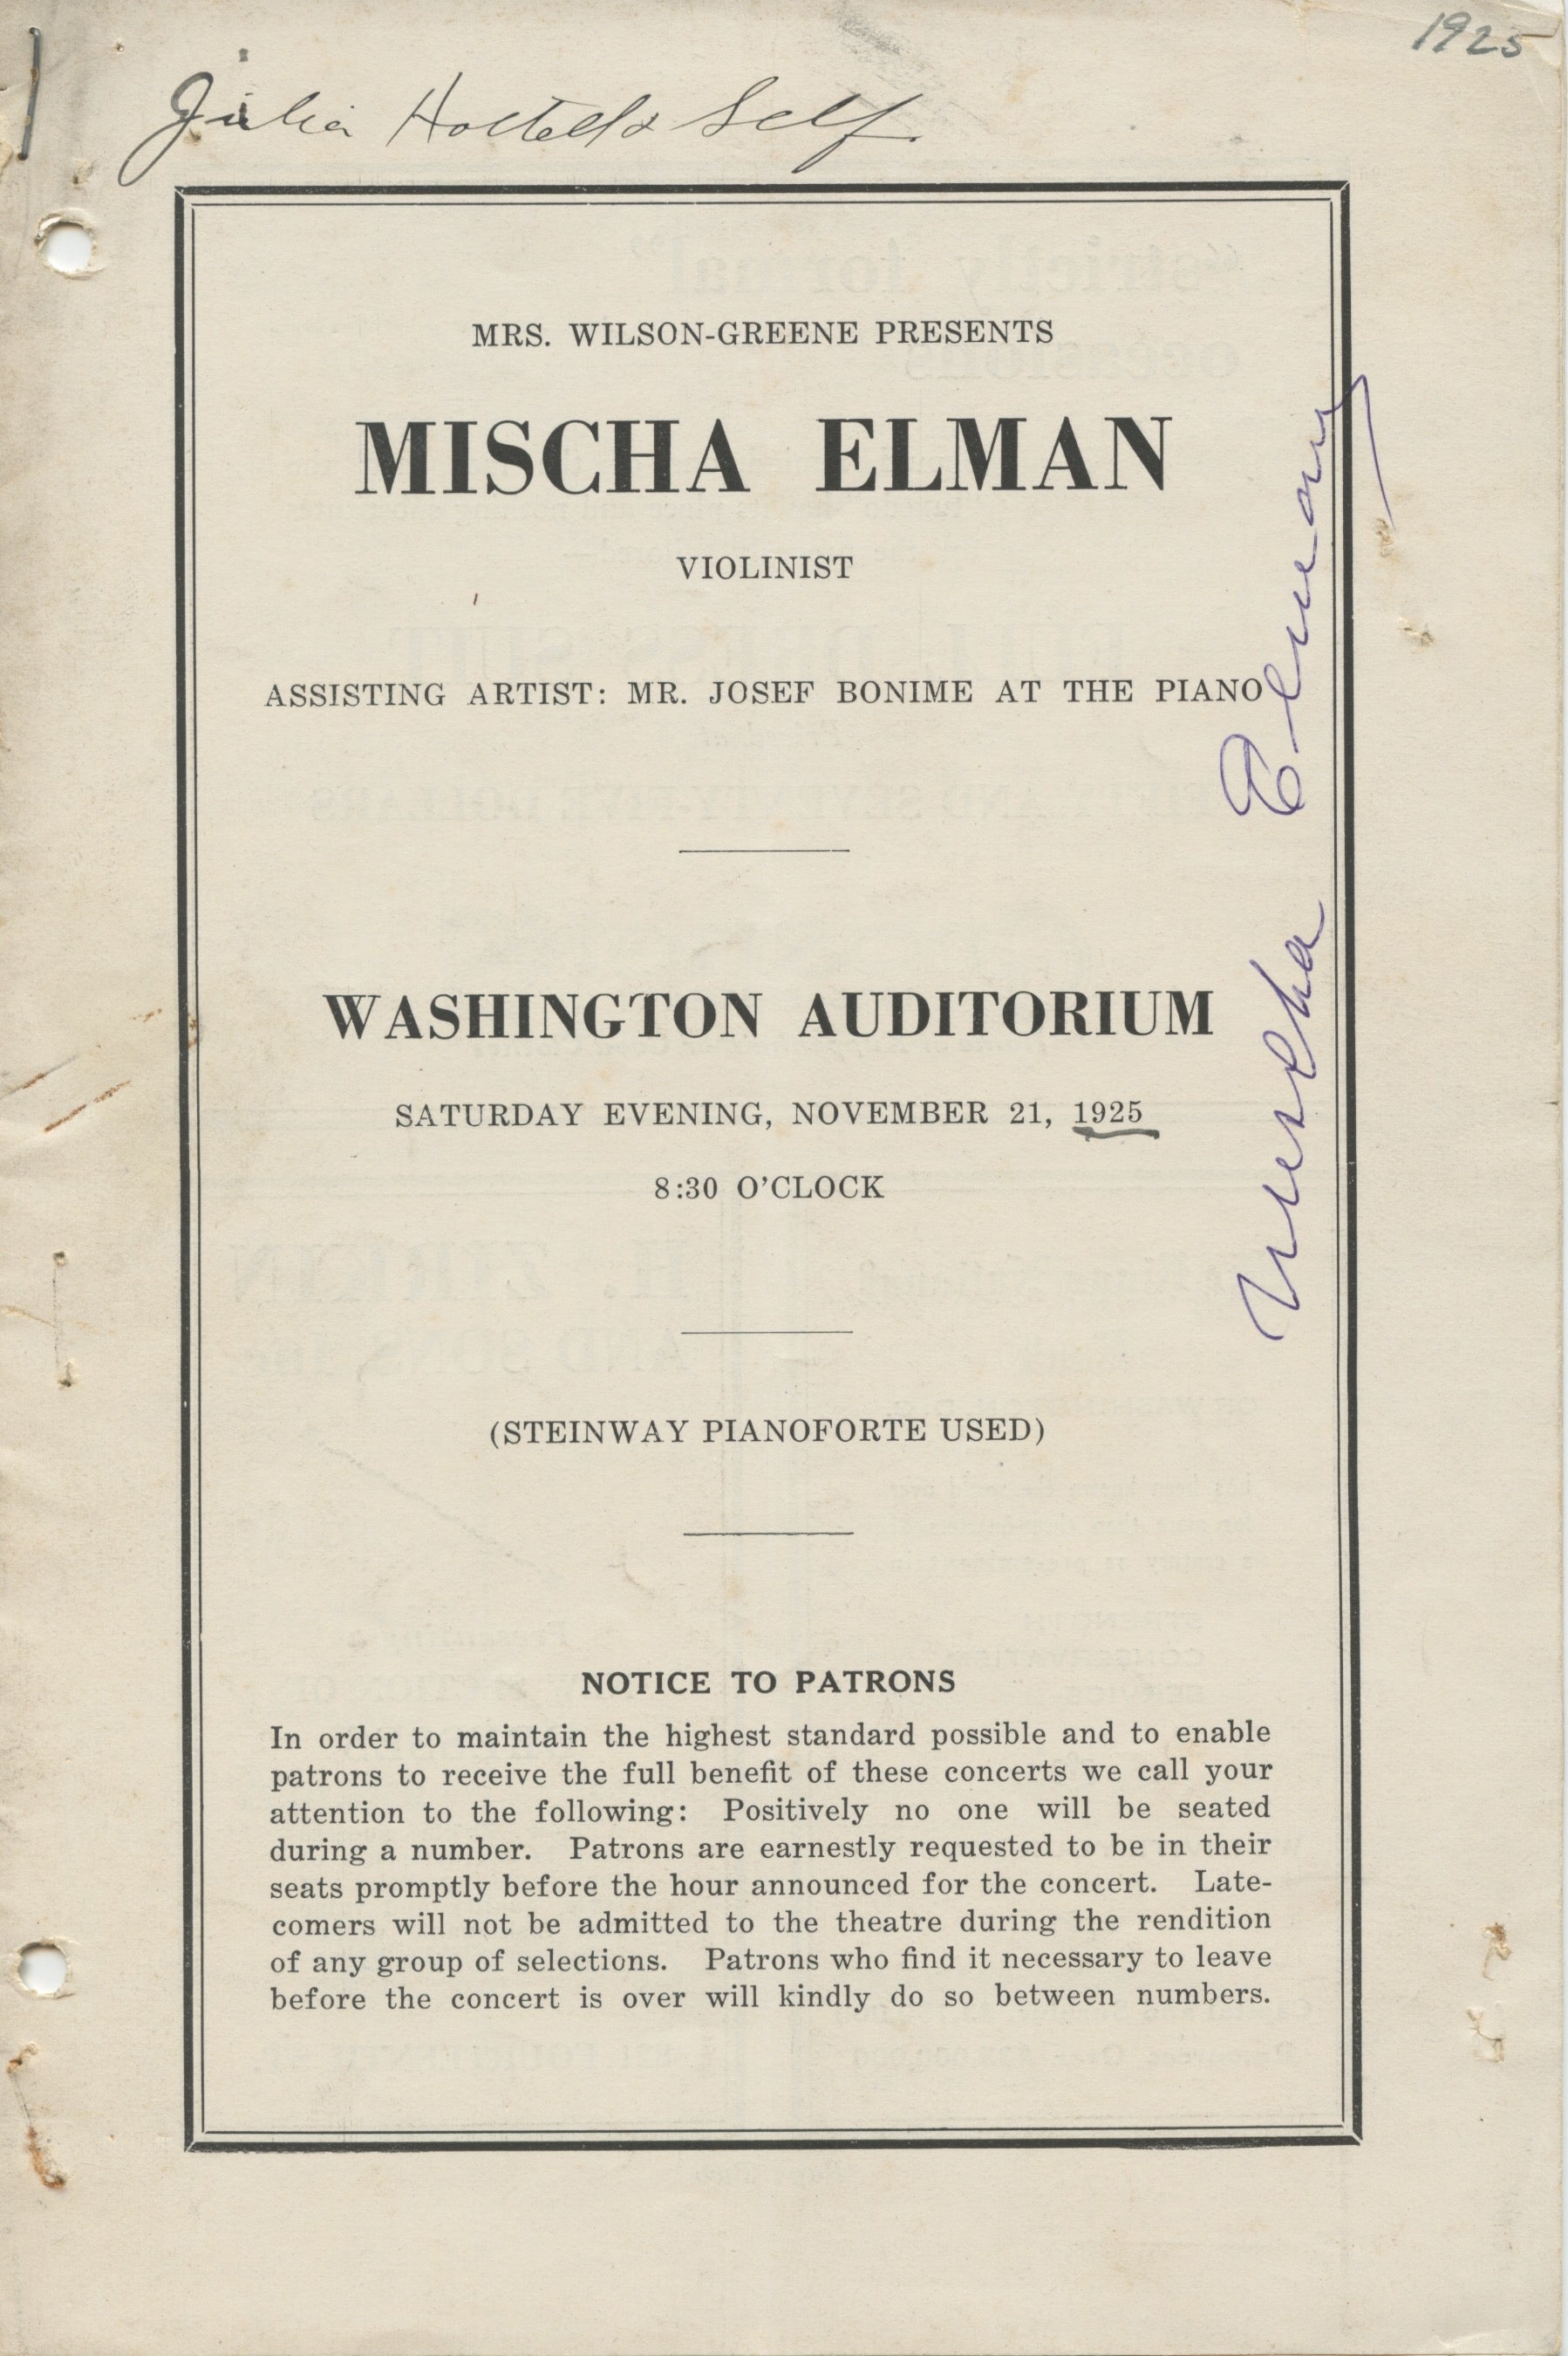 1925
Julia Self
MRS. WILSON-GREENE PRESENTS
MISCHA ELMAN
VIOLINIST
ASSISTING ARTIST: MR. JOSEF BONIME AT THE PIANO
Mischa Elman
WASHINGTON AUDITORIUM
SATURDAY EVENING, NOVEMBER 21, 1925
8:30 O'CLOCK
(STEINWAY PIANOFORTE USED)
NOTICE TO PATRONS
In order to maintain the highest standard possible and to enable
patrons to receive the full benefit of these concerts we call your
attention to the following: Positively no one will be seated
during a number. Patrons are earnestly requested to be in their
seats promptly before the hour announced for the concert. Late-
comers will not be admitted to the theatre during the rendition
of any group of selections. Patrons who find it necessary to leave
before the concert is over will kindly do so between numbers.